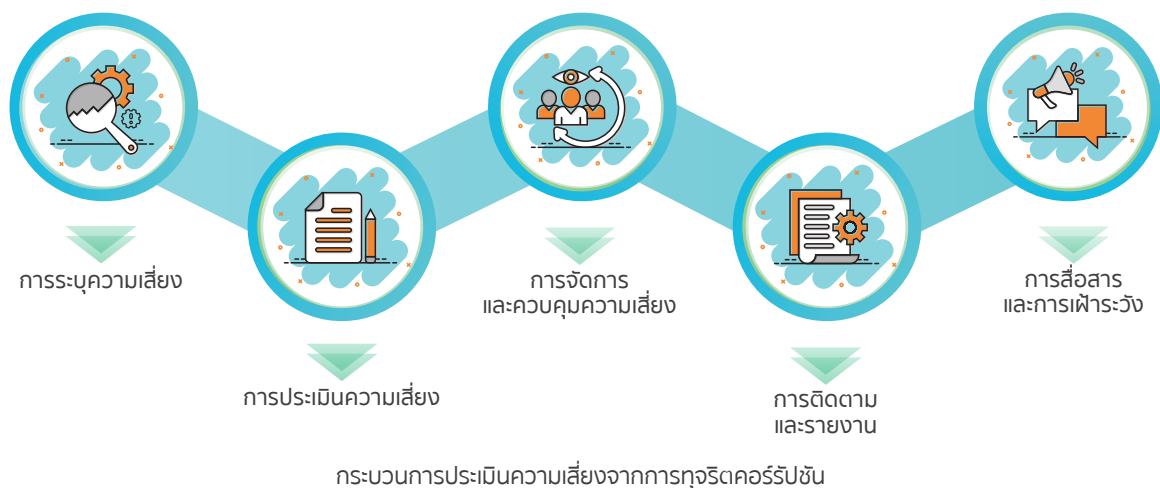 การระบุความเสี่ยง
การประเมินความเสี่ยง
การจัดการ
และควบคุมความเสี่ยง
การติดตาม
และรายงาน
การสื่อสาร
และการเฝ้าระวัง
กระบวนการประเมินความเสี่ยงจากการทุจริตคอร์รัปชัน